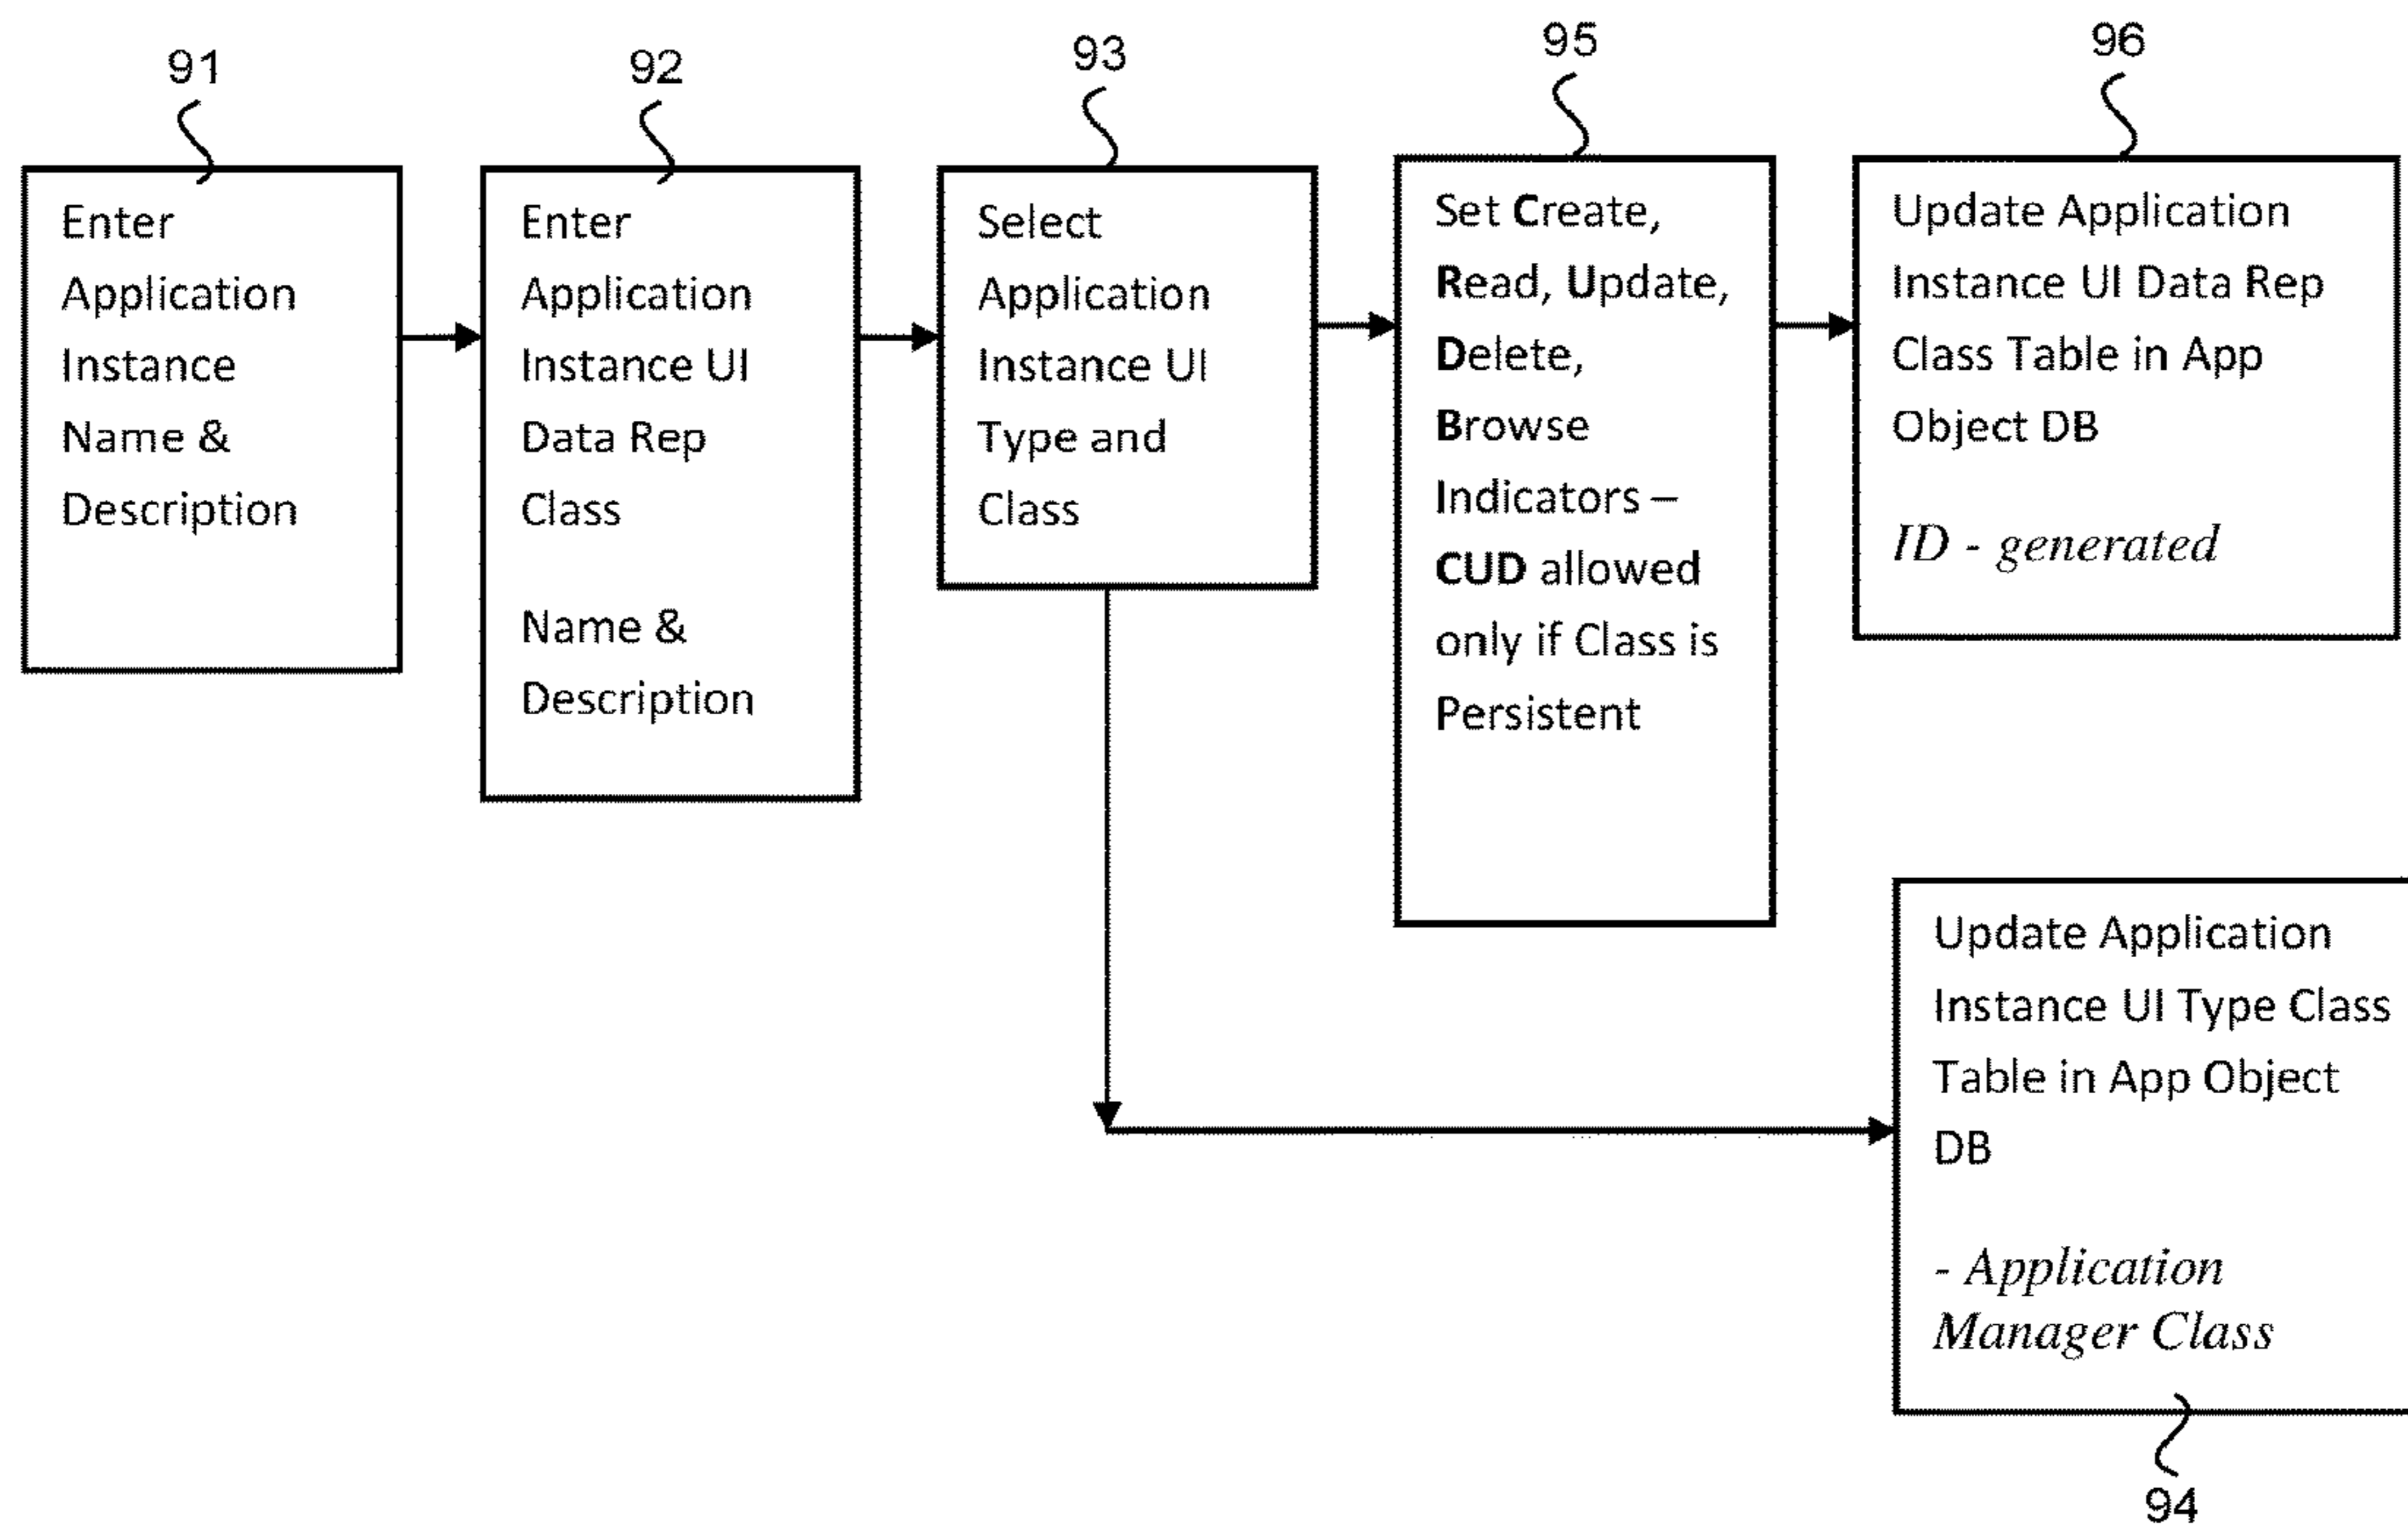 91
Enter
Application
Instance
Name &
Description
92
Enter
Application
Instance UI
Data Rep
Class
Name &
Description
93
Select
Application
Instance UI
Type and
Class
95
Set Create,
Read, Update,
Delete,
Browse
Indicators –
CUD allowed
only if Class is
Persistent
96
Update Application
Instance UI Data Rep
Class Table in App
Object DB
ID - generated
Update Application
Instance UI Type Class
Table in App Object
DB
- Application
Manager Class
94